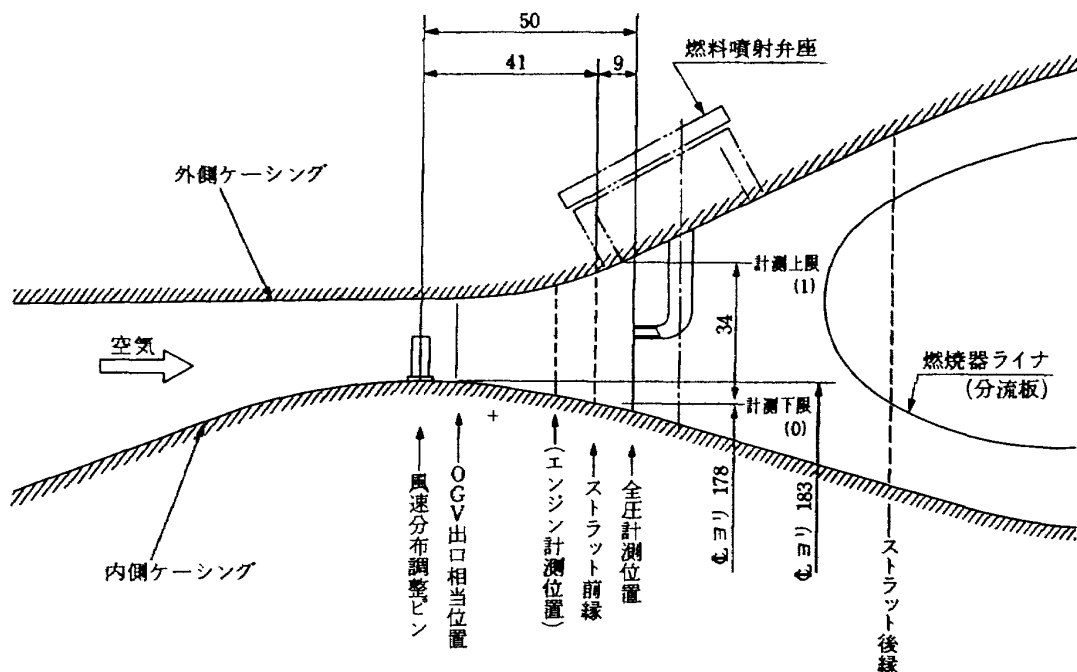 50
41
9
燃料噴射弁座
外側ケーシング
計測上限
(1)
空気
34
燃焼器ライナ
(分流板)
計測下限
(0)
内側ケーシング
風速分布調整ピン
OGV出口相当位置
(エンジン計測位置)
ストラット前縁
全圧計測位置
℄ ヨリ 178
℄ ヨリ 183
ストラット後縁